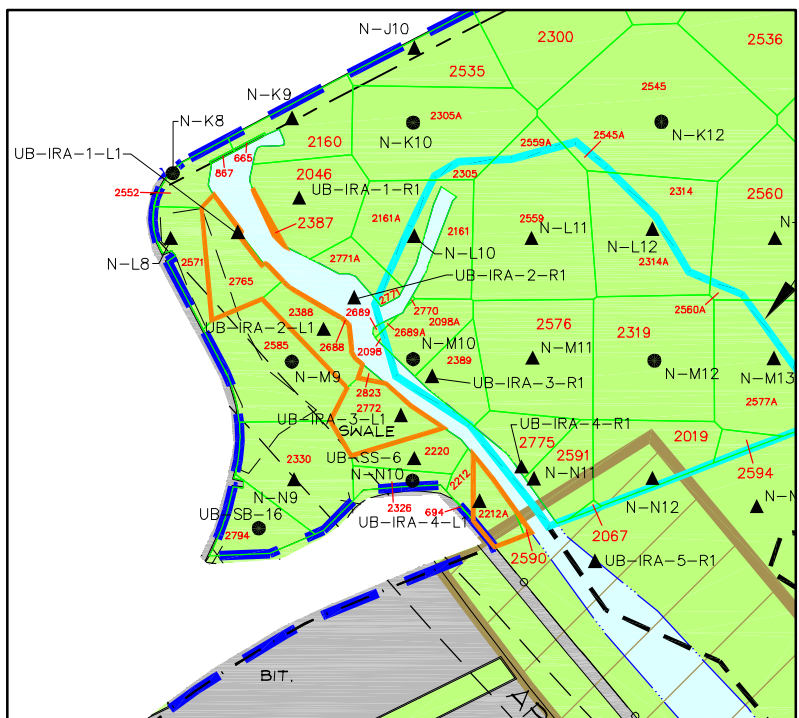 N-J10
2300
2536
2535
2545
N-K9
N-K8
2305A
N-K12
2160
N-K10
2559A
2545A
UB-IRA-1-L1
665
867
2305
2046
2552
UB-IRA-1-R1
2314
2560
2387
2161A
2161
2559
N-
N-L8
2571
N-L10
N-L11
N-L12
2771A
2314A
2765
UB-IRA-2-R1
2771
2388
2689
2770
2560A
UB-IRA-2-L1
2689A
2098A
2576
2319
2688
2585
2098
N-M10
2389
N-M11
N-M9
N-M12
N-M13
UB-IRA-3-R1
2823
2577A
2772
UB-IRA-3-L1
UB-IRA-4-R1
SWALE
2019
2775
2591
UB-SS-6
2220
2594
2330
N-N10
2212
N-N11
N-N9
N-N12
N-M
2326
694
2212A
UB-SB-16
UB-IRA-4-L1
2067
2794
2590
UB-IRA-5-R1
BIT.
AP